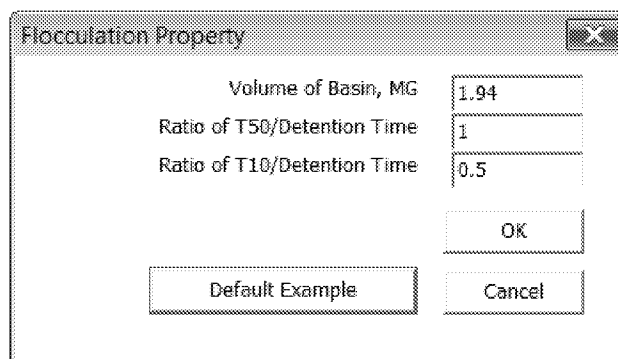 Flocculation Property
Volume of Basin, MG 1.94
Ratio of T50/Detention Time 1
Ratio of T10/Detention Time 0.5
OK
Default Example Cancel